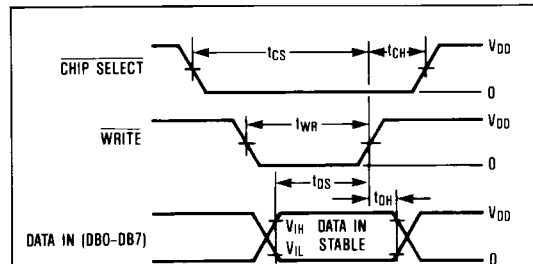 tCS tCH VDD
CHIP SELECT
0
tWR VDD
WRITE
0
tDS
tDH
VDD
VIH DATA IN
DATA IN (DB0-DB7)
VIL STABLE
0